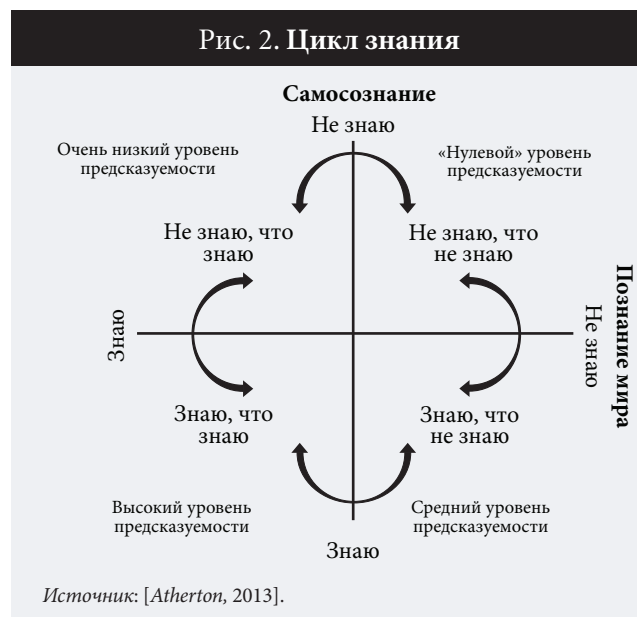 Рис. 2. Цикл знания
Самосознание
Не знаю
Очень низкий уровень
предсказуемости
«Нулевой» уровень
предсказуемости
Не знаю, что
знаю
Не знаю, что
не знаю
Знаю
Не знаю
Познание мира
Знаю, что
знаю
Знаю, что
не знаю
Высокий уровень
предсказуемости
Средний уровень
предсказуемости
Знаю
Источник: [Atherton, 2013].